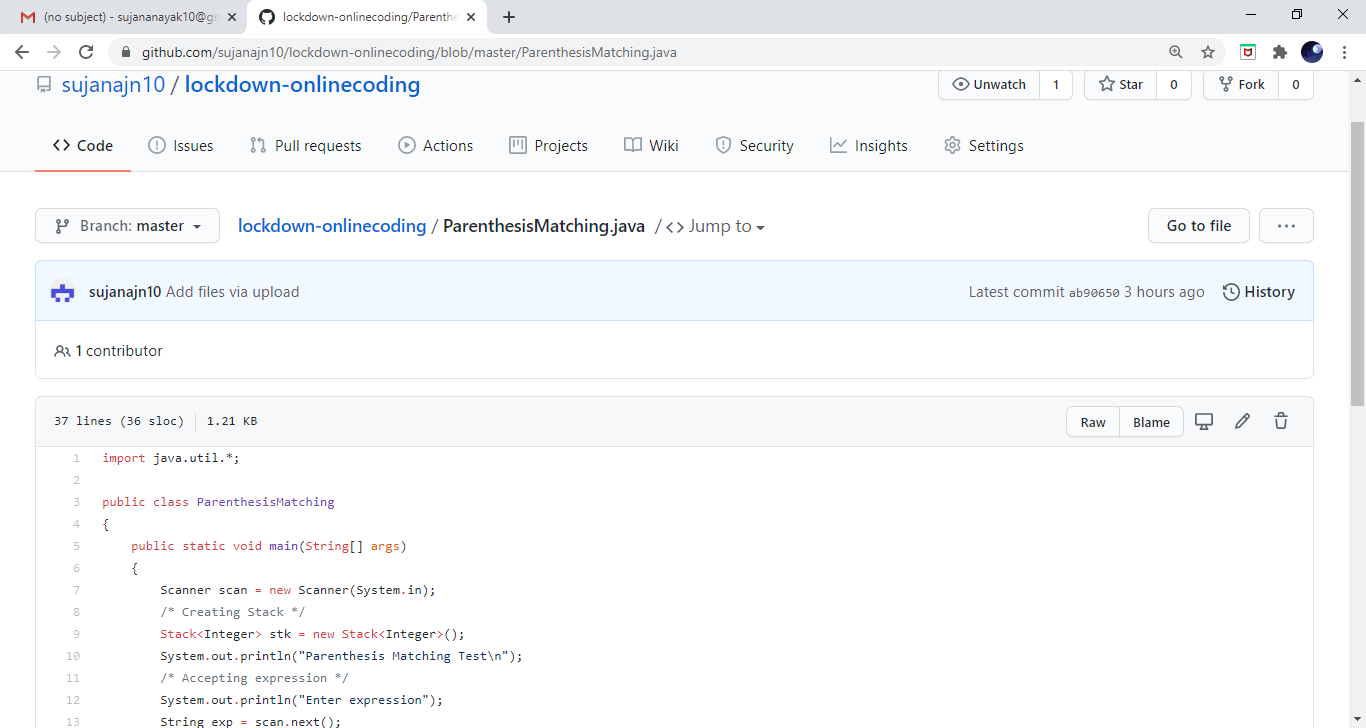 (no subject) - sujananayak10@gn
lockdown-onlinecoding/Parenthe
github.com/sujanajn10/lockdown-onlinecoding/blob/master/ParenthesisMatching.java
sujanajn10 / lockdown-onlinecoding
Unwatch 1 Star 0 Fork 0
Code Issues Pull requests Actions Projects Wiki Security Insights Settings
Branch: master lockdown-onlinecoding / ParenthesisMatching.java / <> Jump to Go to file ...
sujanajn10 Add files via upload Latest commit ab90650 3 hours ago History
1 contributor
37 lines (36 sloc) 1.21 KB Raw Blame
1 import java.util.*;
2
3 public class ParenthesisMatching
4 {
5 public static void main(String[] args)
6 {
7 Scanner scan = new Scanner(System.in);
8 /* Creating Stack */
9 Stack<Integer> stk = new Stack<Integer>();
10 System.out.println("Parenthesis Matching Test\n");
11 /* Accepting expression */
12 System.out.println("Enter expression");
13 String exp = scan.next();